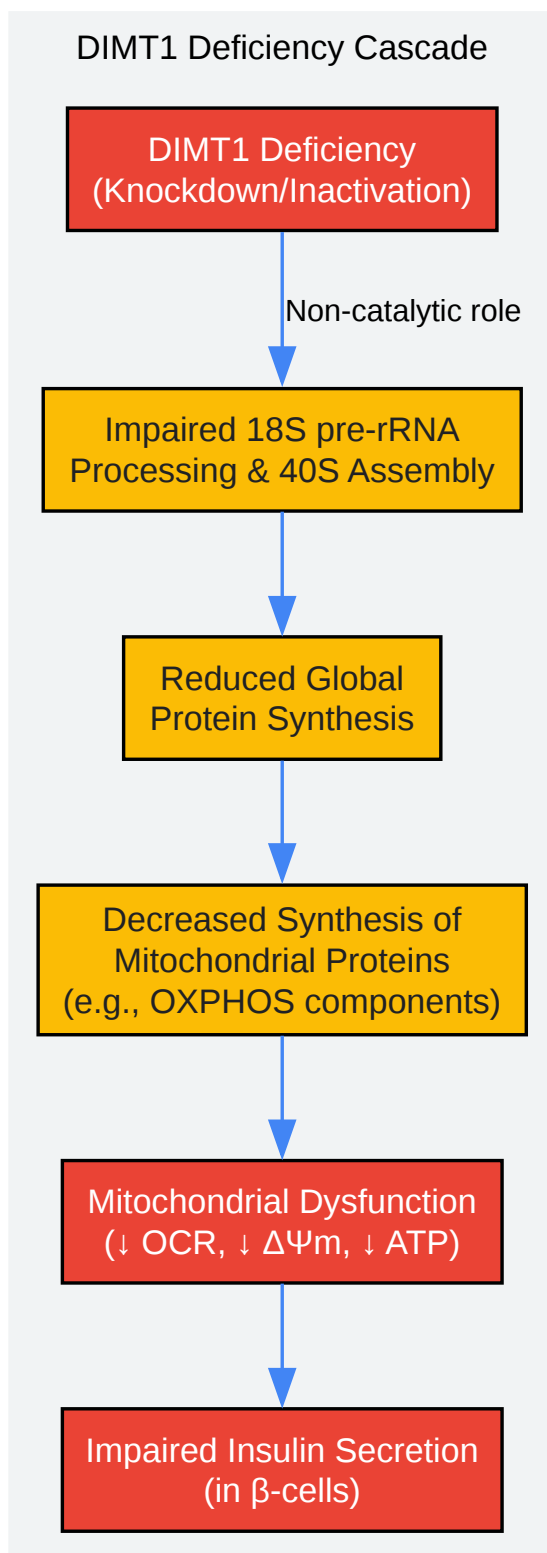 DIMT1 Deficiency Cascade
DIMT1 Deficiency
(Knockdown/Inactivation)
Non-catalytic role
Impaired 18S pre-rRNA
Processing & 40S Assembly
Reduced Global
Protein Synthesis
Decreased Synthesis of
Mitochondrial Proteins
(e.g., OXPHOS components)
Mitochondrial Dysfunction
(↓ OCR, ↓ ΔΨm, ↓ ATP)
Impaired Insulin Secretion
(in β-cells)